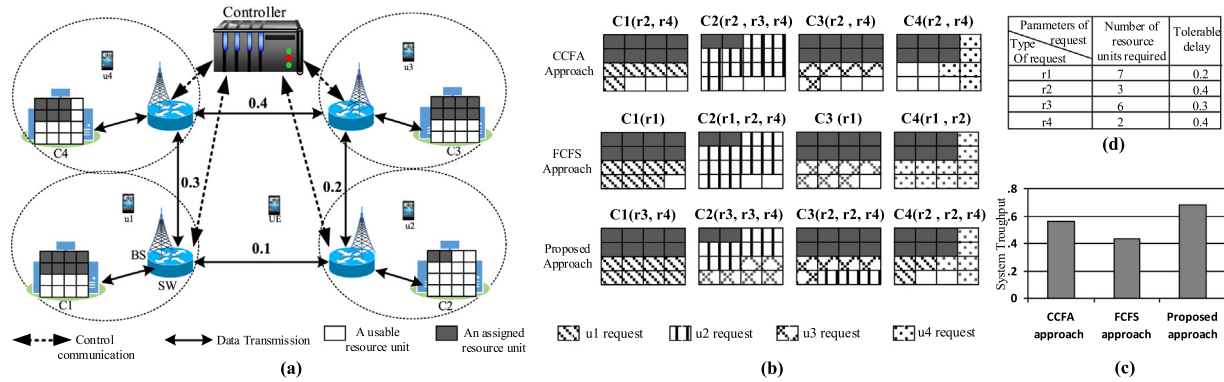 Controller
u4
u3
0.4
C4
C3
0.3
0.2
u1
UE
u2
BS
0.1
SW
C1
C2
Control
communication
Data Transmission
A usable
resource unit
An assigned
resource unit
(a)
C1(r2, r4)
C2(r2 , r3, r4)
C3(r2 , r4)
C4(r2 , r4)
CCFA
Approach
C1(r1)
C2(r1, r2, r4)
C3 (r1)
C4(r1 , r2)
FCFS
Approach
C1(r3, r4)
C2(r3, r3, r4)
C3(r2, r2, r4)
C4(r2 , r2, r4)
Proposed
Approach
u1 request
u2 request
u3 request
u4 request
(b)
Parameters of
request
Type
Of request
Number of
resource
units required
Tolerable
delay
r1 7 0.2
r2 3 0.4
r3 6 0.3
r4 2 0.4
(d)
System Troughput
.8
.6
.4
.2
0
CCFA
approach
FCFS
approach
Proposed
approach
(c)